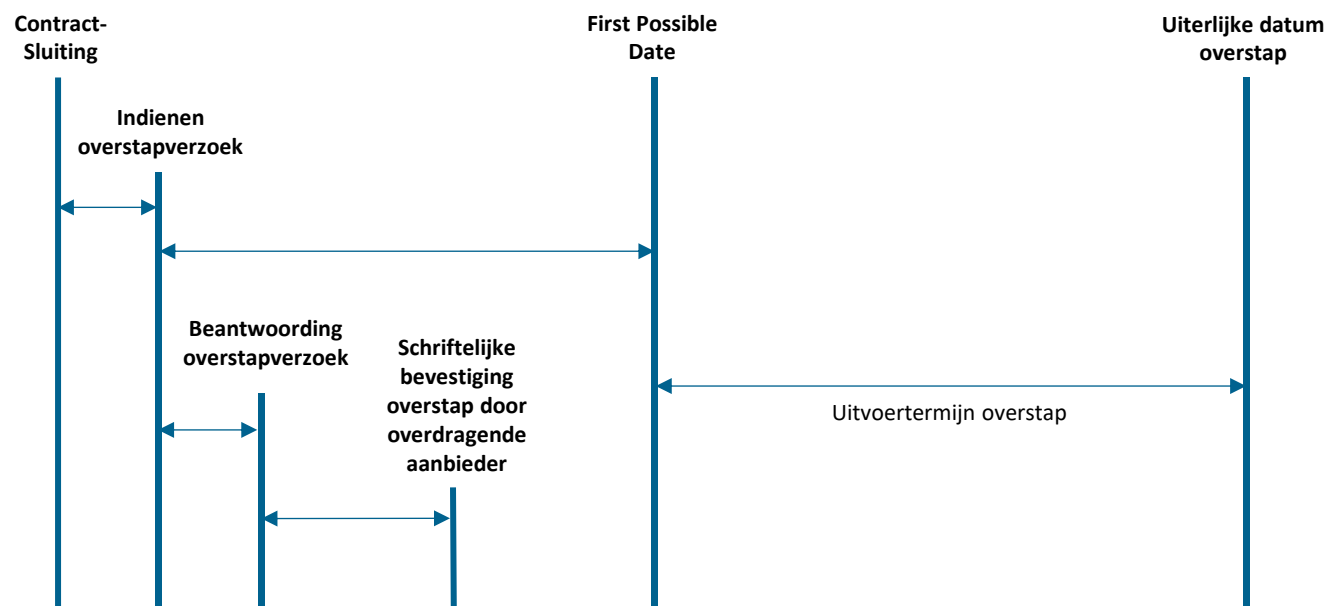 Contract-
Sluiting
First Possible
Date
Uiterlijke datum
overstap
Indienen
overstapverzoek
Beantwoording
overstapverzoek
Schriftelijke
bevestiging
overstap door
overdragende
aanbieder
Uitvoertermijn overstap